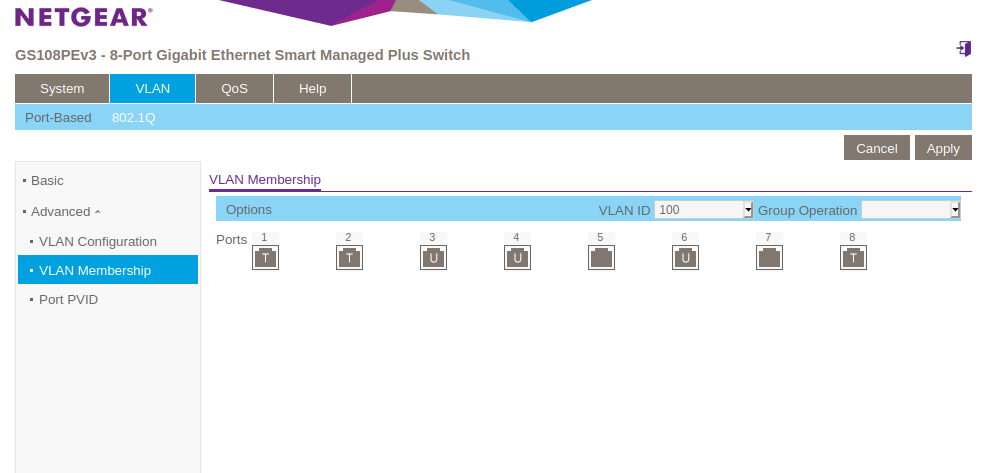 NETGEAR®
GS108PEv3 - 8-Port Gigabit Ethernet Smart Managed Plus Switch
System VLAN QoS Help
Port-Based 802.1Q
Cancel Apply
Basic
Advanced
VLAN Configuration
VLAN Membership
Port PVID
VLAN Membership
Options VLAN ID 100 Group Operation
Ports 1 2 3 4 5 6 7 8
T T U U U T